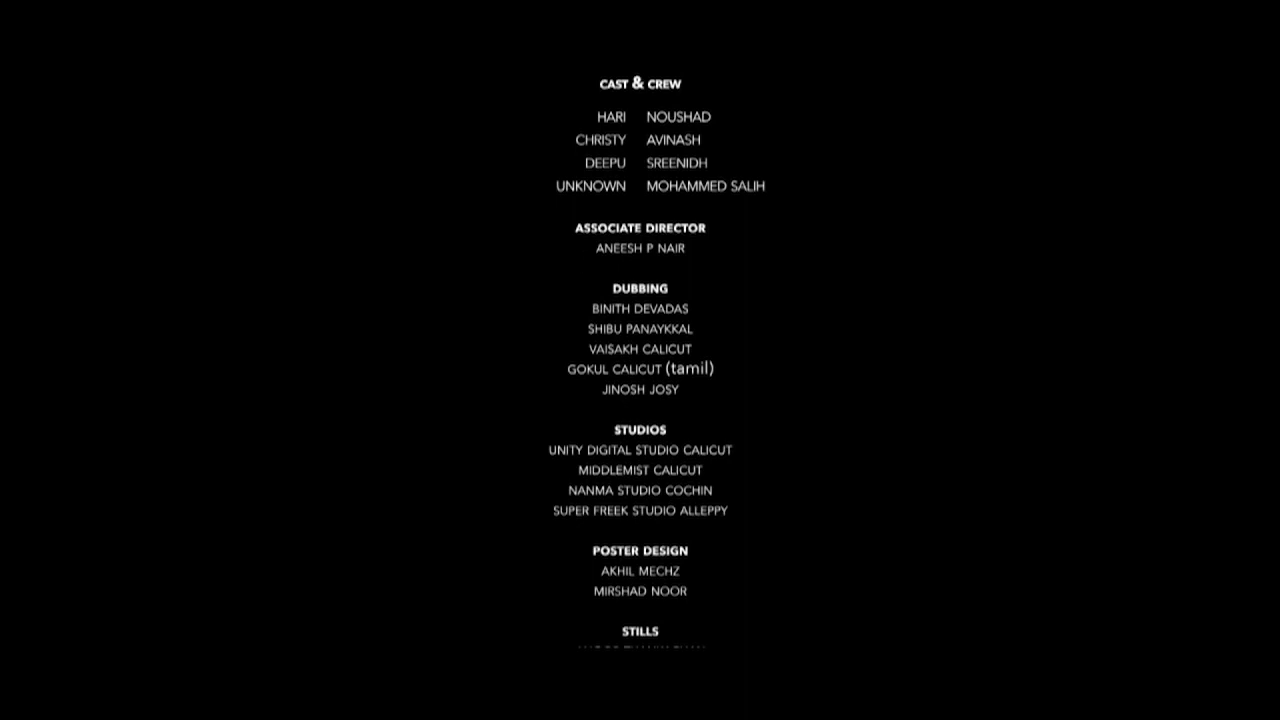 CAST & CREW
HARI NOUSHAD
CHRISTY AVINASH
DEEPU SREENIDH
UNKNOWN MOHAMMED SALIH
ASSOCIATE DIRECTOR
ANEESH P NAIR
DUBBING
BINITH DEVADAS
SHIBU PANAYKKAL
VAISAKH CALICUT
GOKUL CALICUT (tamil)
JINOSH JOSY
STUDIOS
UNITY DIGITAL STUDIO CALICUT
MIDDLEMIST CALICUT
NANMA STUDIO COCHIN
SUPER FREEK STUDIO ALLEPPY
POSTER DESIGN
AKHIL MECHZ
MIRSHAD NOOR
STILLS